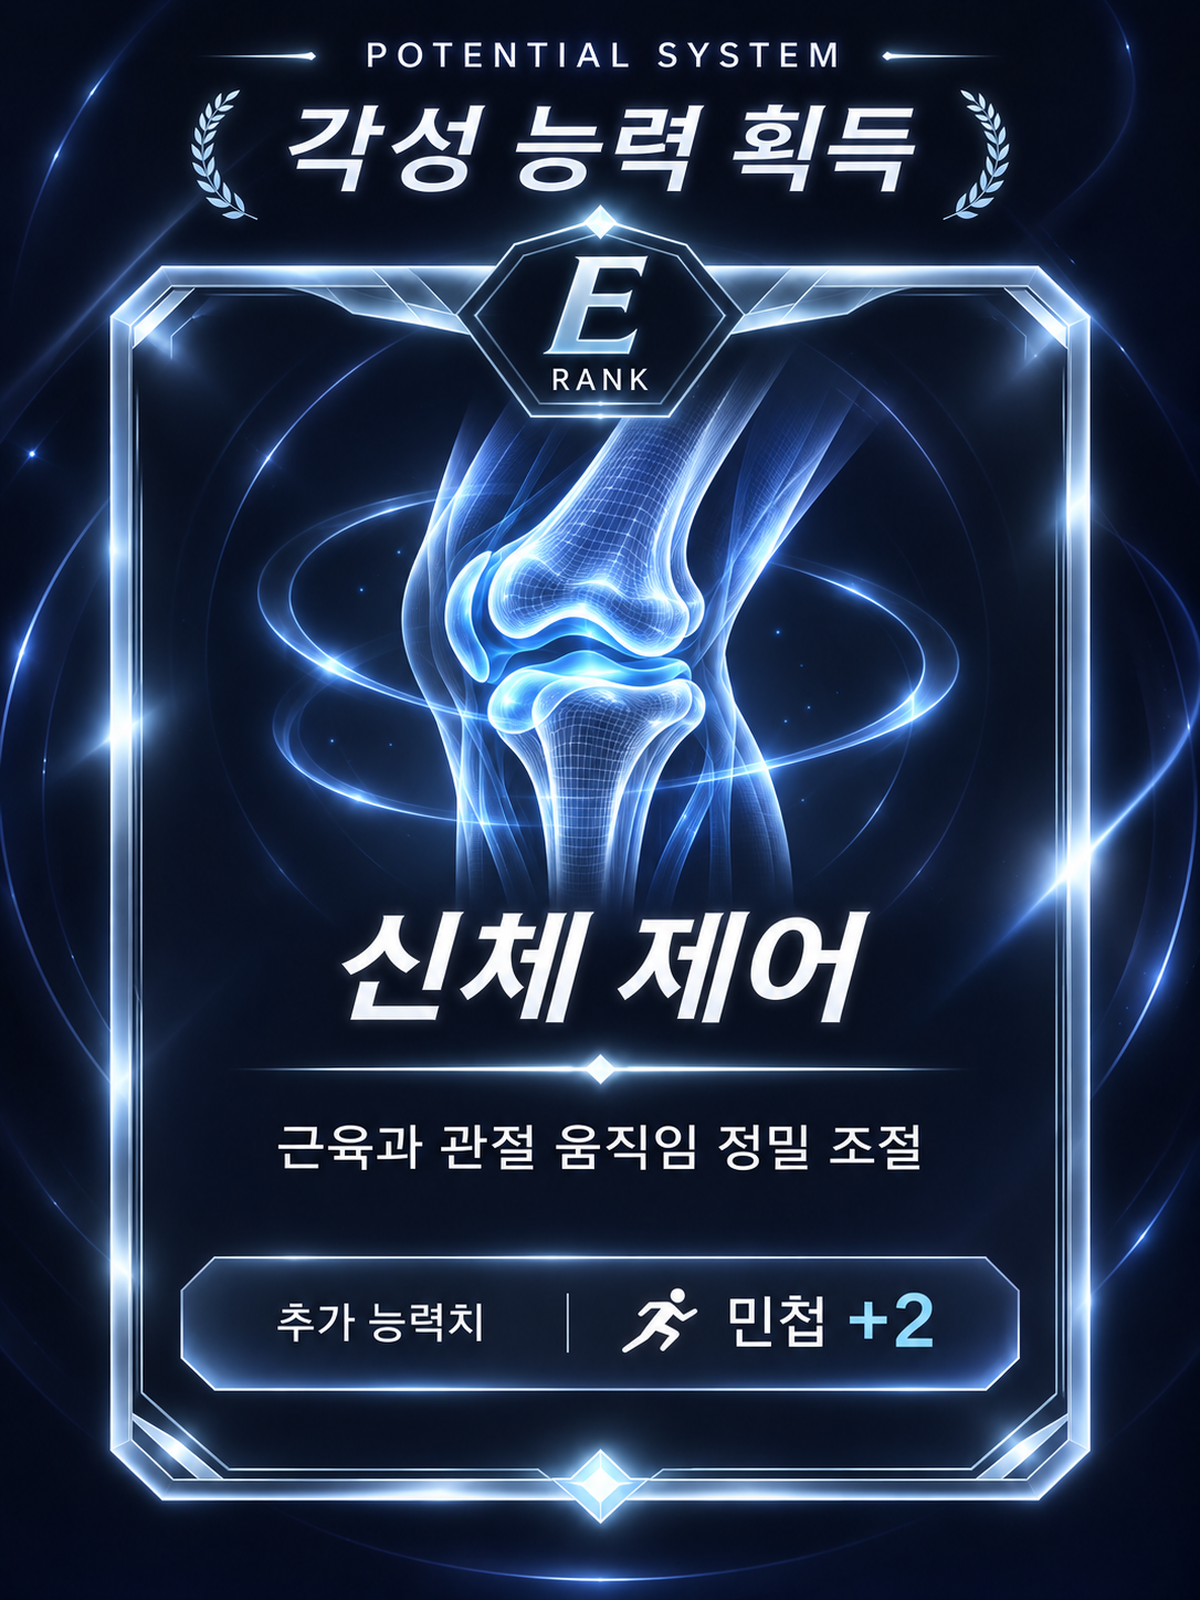 POTENTIAL SYSTEM
각성 능력 획득
E
RANK
신체 제어
근육과 관절 움직임 정밀 조절
추가 능력치 민첩 +2